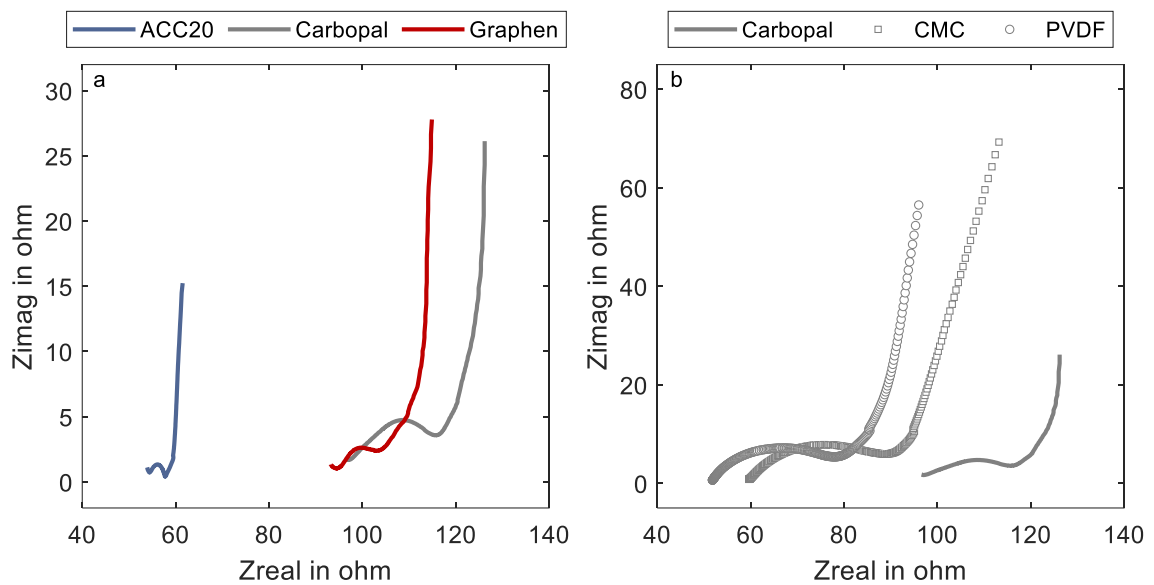 ACC20 Carbopal Graphen
a
30
25
20
15
10
5
0
Zimag in ohm
40 60 80 100 120 140
Zreal in ohm
Carbopal CMC PVDF
b
80
60
40
20
0
Zimag in ohm
40 60 80 100 120 140
Zreal in ohm